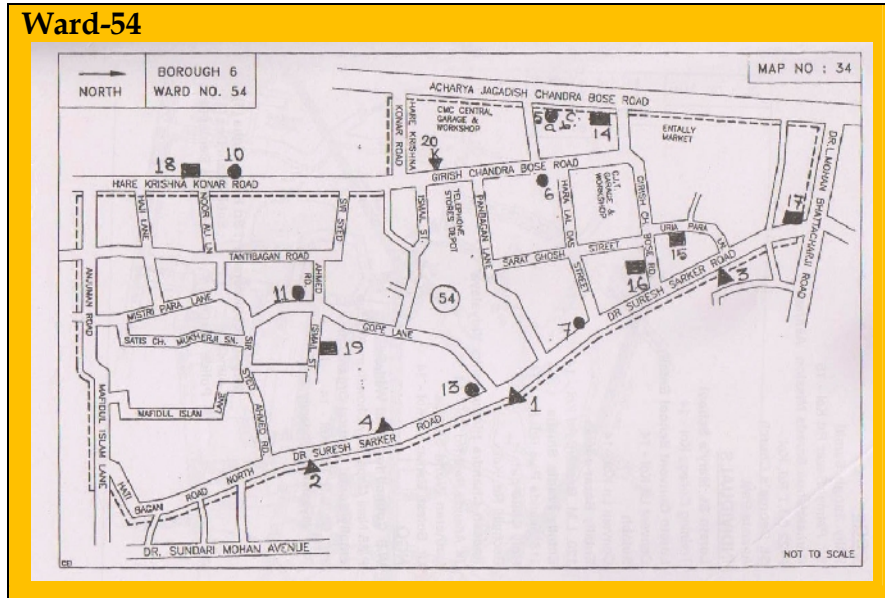 Ward-54
NORTH
BOROUGH 6
WARD NO. 54
MAP NO : 34
ACHARYA JAGADISH CHANDRA BOSE ROAD
HARE KRISHNA
KONAR ROAD
CMC CENTRAL
GARAGE &
WORKSHOP
5
a.
b.
C.
14
ENTALLY
MARKET
DR.L MOHAN BHATTACHARJI ROAD
20
K
18
10
GIRISH CHANDRA BOSE ROAD
HARE KRISHNA KONAR ROAD
6
C.I.T.
GARAGE &
WORKSHOP
HAJI LANE
NOOR ALI LN
SIR SYED
AHMED
RD.
ISMAIL ST.
TELEPHONE
STORES DEPOT
PANBAGAN LANE
HARA LAL DAS
STREET
GIRISH CH.
BOSE RD.
URIA PARA
LN
15
17
TANTIBAGAN ROAD
SARAT GHOSH
STREET
16
3
ANJUMAN ROAD
11
54
MISTRI PARA LANE
SATIS CH. MUKHERJI SN.
SIR
SYED
AHMED RD.
ISMAIL ST.
19
GOPE LANE
7
DR SURESH SARKER ROAD
MAFIDUL ISLAM LANE
MAFIDUL ISLAN
LANE
13
1
4
DR SURESH SARKER
ROAD
2
HATI
BAGAN
ROAD
NORTH
DR. SUNDARI MOHAN AVENUE
NOT TO SCALE